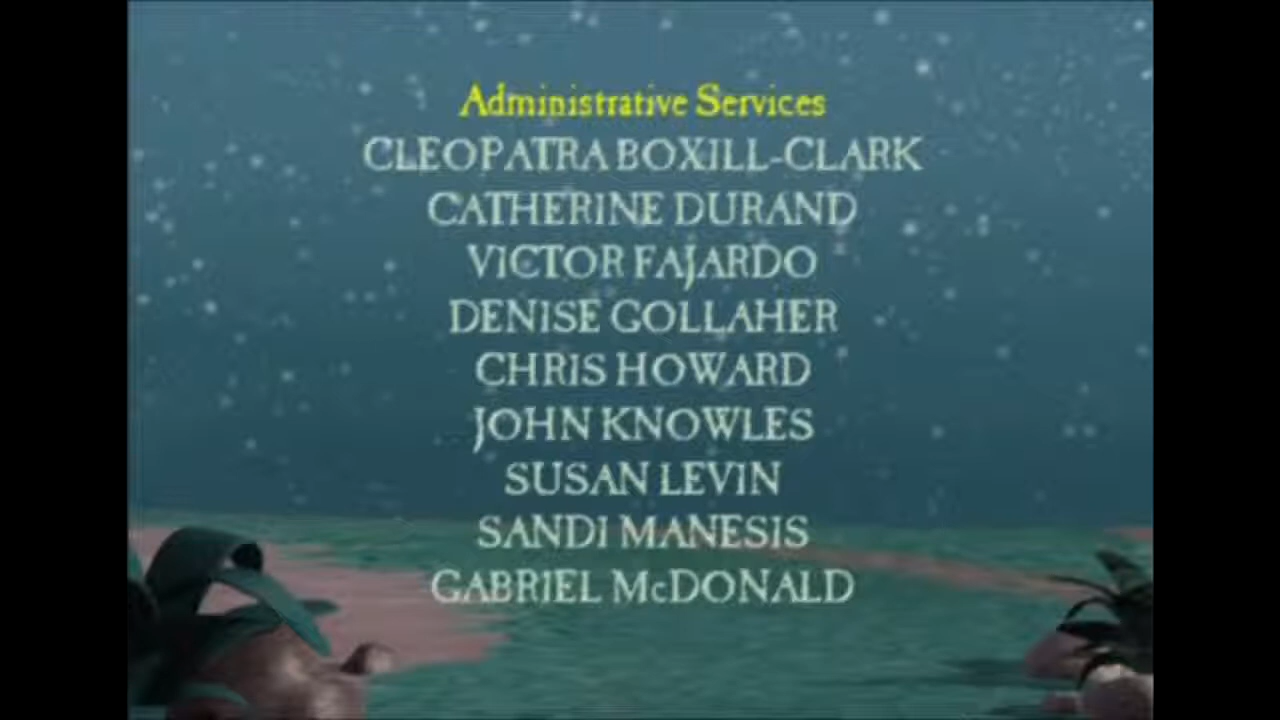 Administrative Services
CLEOPATRA BOXILL-CLARK
CATHERINE DURAND
VICTOR FAJARDO
DENISE GOLLAHER
CHRIS HOWARD
JOHN KNOWLES
SUSAN LEVIN
SANDI MANESIS
GABRIEL McDONALD